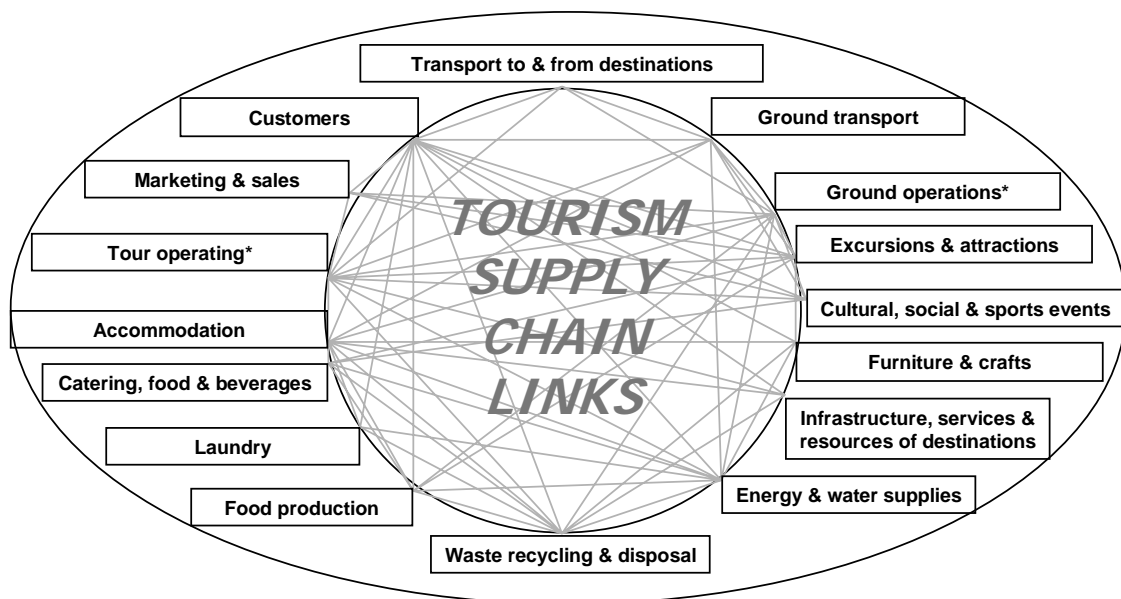 Transport to & from destinations
Customers
Ground transport
Marketing & sales
Ground operations*
Tour operating*
Excursions & attractions
Cultural, social & sports events
Accommodation
Furniture & crafts
Catering, food & beverages
Infrastructure, services &
resources of destinations
Laundry
Energy & water supplies
Food production
Waste recycling & disposal
TOURISM
SUPPLY
CHAIN
LINKS